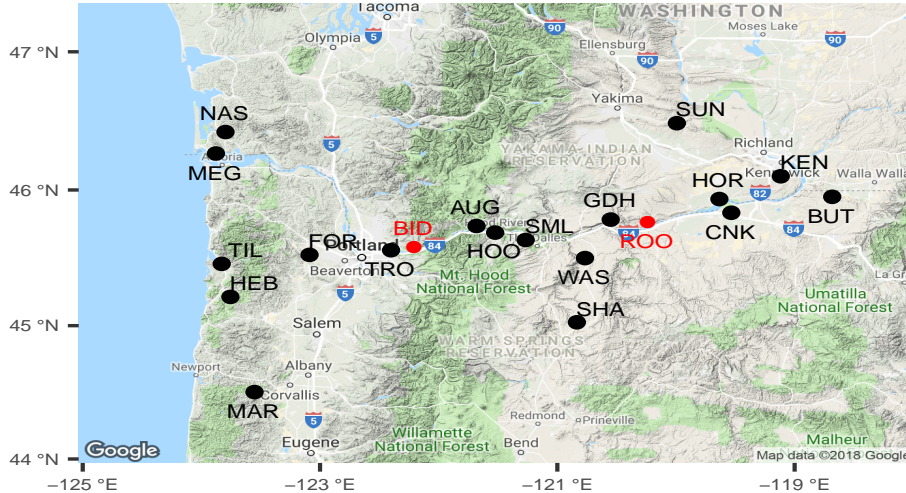 Tacoma
WASHINGTON
Olympia
5
90
Moses Lake
90
47 °N
Ellensburg
90
Yakima
NAS
SUN
5
YAKAMA INDIAN
RESERVATION
Richland
MEG
KEN
Kennewick
Walla Walla
46 °N
HOR
82
GDH
BUT
AUG
BID
SML
84
84
CNK
84
ROO
TIL
FOR
Portland
HOO
Beaverton
TRO
WAS
La Gra
HEB
5
Mt. Hood
National Forest
Umatilla
National Forest
SHA
45 °N
Salem
WARM SPRINGS
RESERVATION
Newport
Albany
Corvallis
MAR
5
Redmond
Prineville
Eugene
Willamette
National Forest
Bend
Malheur
Google
Map data ©2018 Google
44 °N
−125 °E
−123 °E
−121 °E
−119 °E